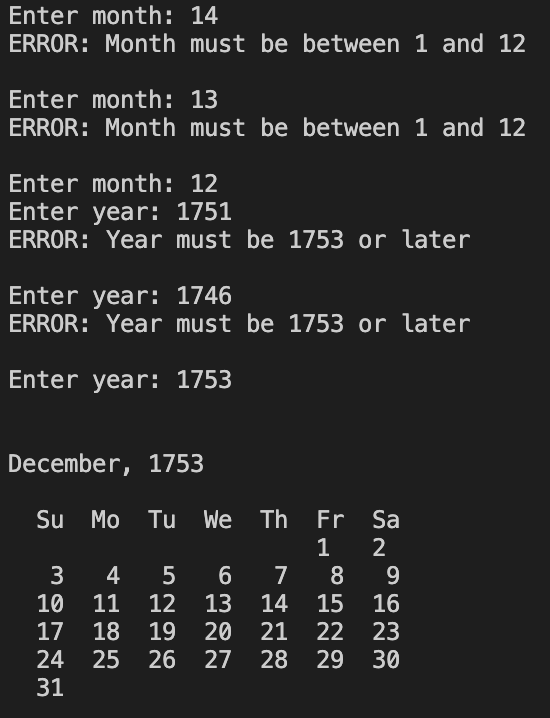 Enter month: 14
ERROR: Month must be between 1 and 12
Enter month: 13
ERROR: Month must be between 1 and 12
Enter month: 12
Enter year: 1751
ERROR: Year must be 1753 or later
Enter year: 1746
ERROR: Year must be 1753 or later
Enter year: 1753
December, 1753
  Su  Mo  Tu  We  Th  Fr  Sa
                      1   2
   3   4   5   6   7   8   9
  10  11  12  13  14  15  16
  17  18  19  20  21  22  23
  24  25  26  27  28  29  30
  31